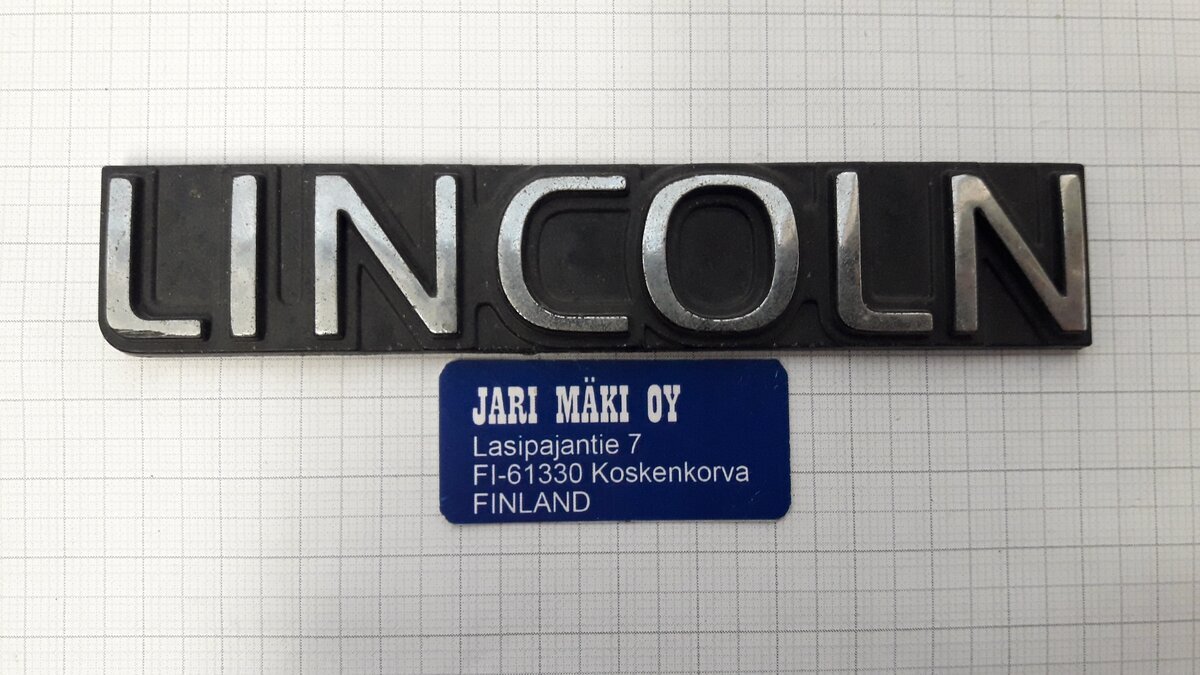 LINCOLN
JARI MÄKI OY
Lasipajantie 7
FI-61330 Koskenkorva
FINLAND